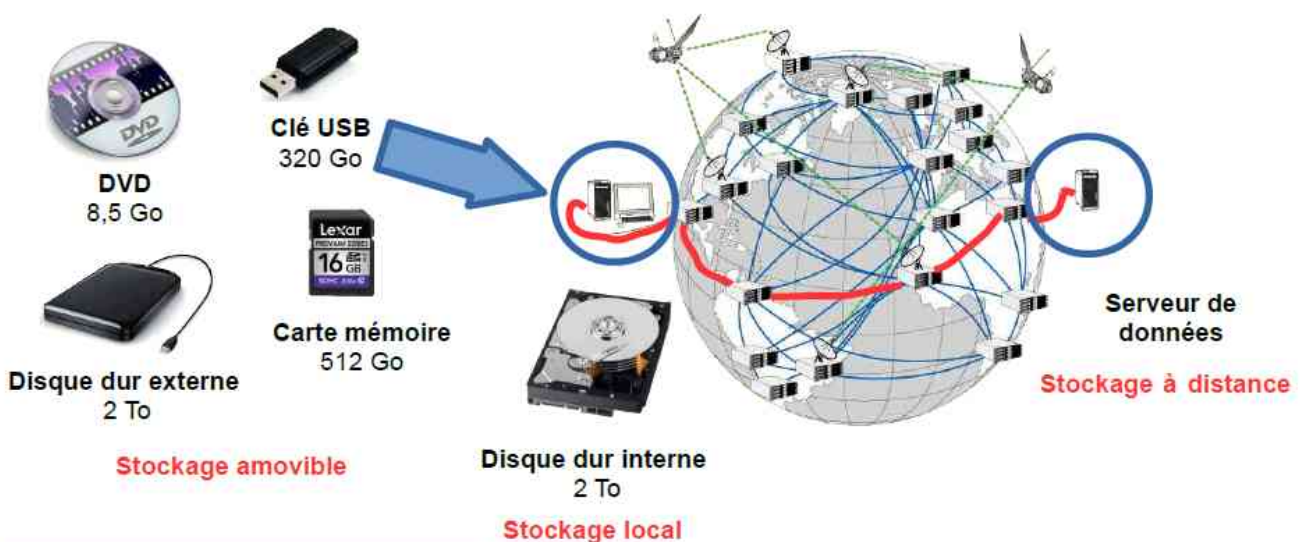 DVD
DVD
8,5 Go
Clé USB
320 Go
Lexar
16
GB
Carte mémoire
512 Go
Disque dur externe
2 To
Stockage amovible
Disque dur interne
2 To
Stockage local
Serveur de
données
Stockage à distance